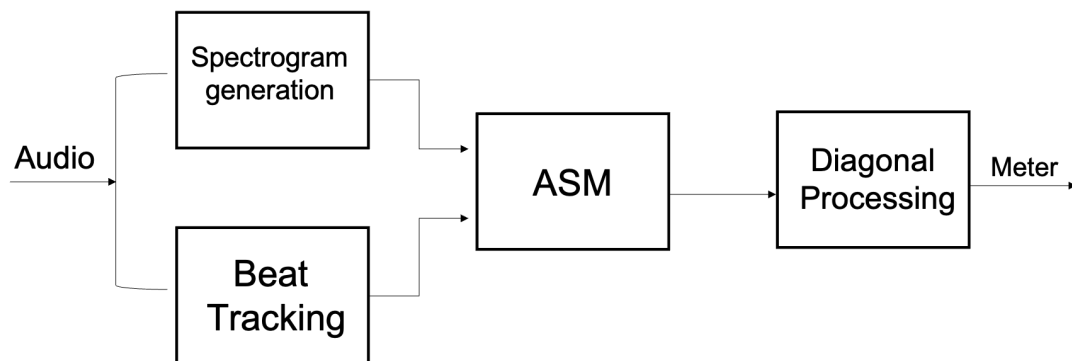 Audio
Spectrogram
generation
Beat
Tracking
ASM
Diagonal
Processing
Meter